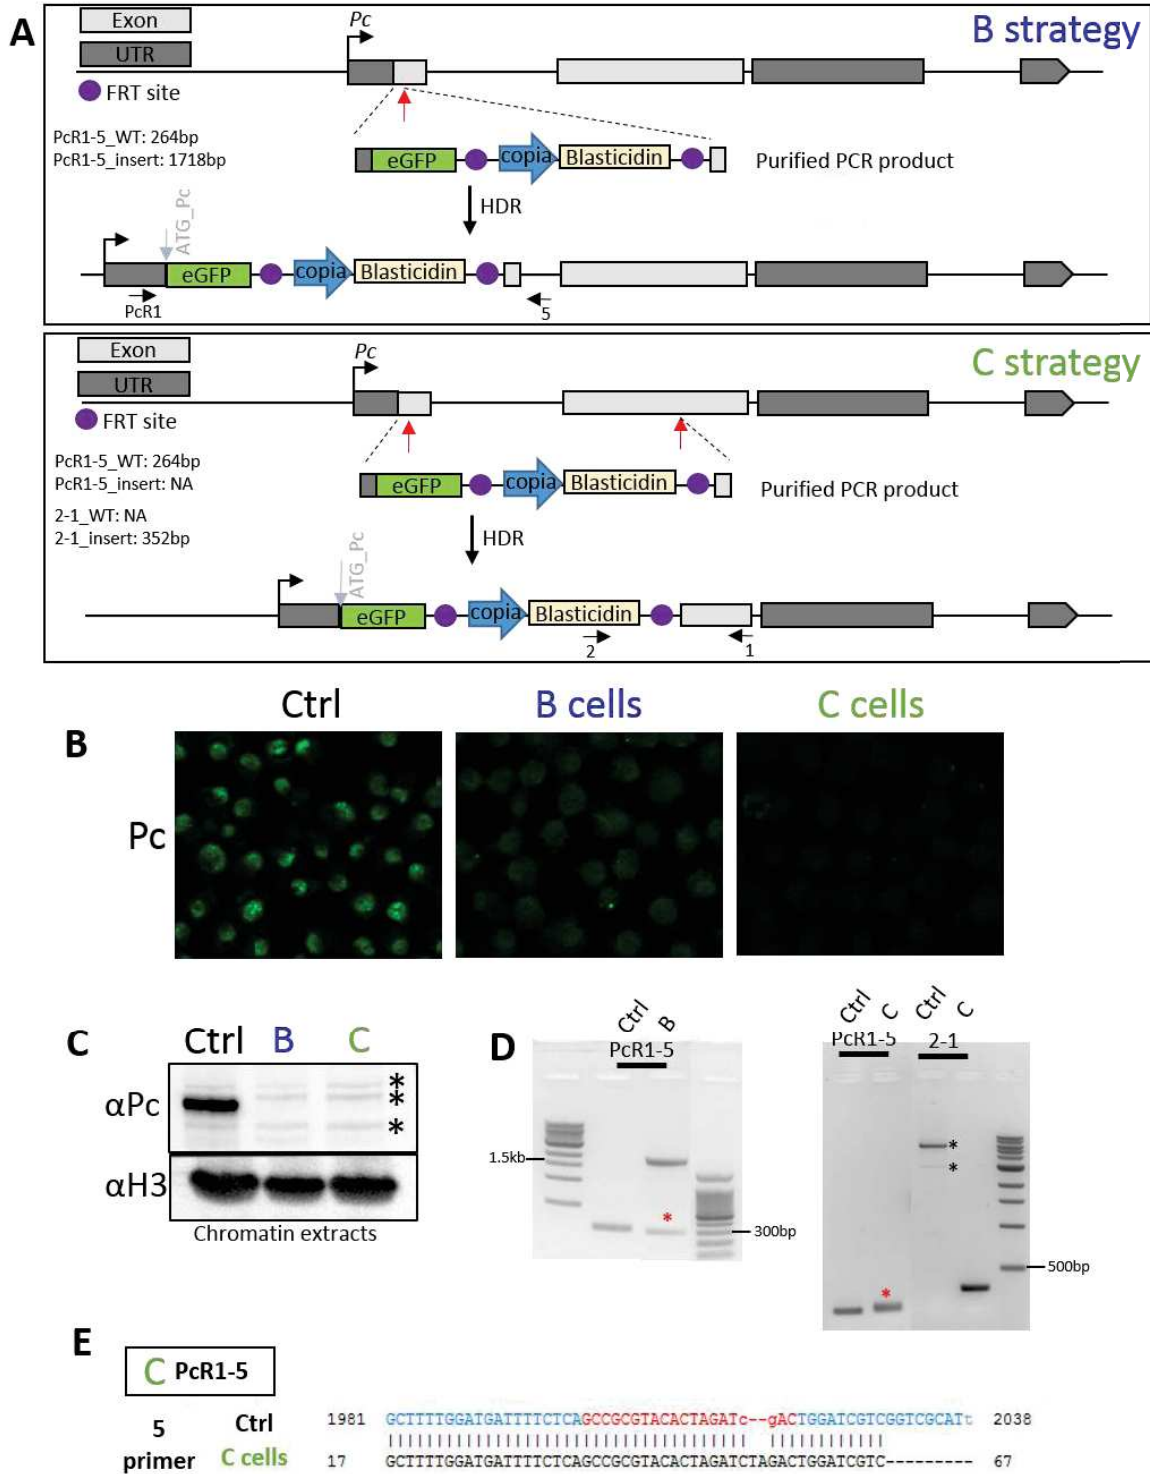 A
B strategy
Exon
UTR
FRT site
Pc
PcR1-5_WT: 264bp
PcR1-5_insert: 1718bp
eGFP
copia
Blasticidin
Purified PCR product
HDR
ATG_Pc
eGFP
copia
Blasticidin
PcR1
5
C strategy
Exon
UTR
FRT site
Pc
PcR1-5_WT: 264bp
PcR1-5_insert: NA
2-1_WT: NA
2-1_insert: 352bp
eGFP
copia
Blasticidin
Purified PCR product
HDR
ATG_Pc
eGFP
copia
Blasticidin
2
1
B
Ctrl
B cells
C cells
Pc
C
Ctrl B C
αPc
*
*
*
αH3
Chromatin extracts
D
Ctrl B
PcR1-5
1.5kb
*
300bp
Ctrl C Ctrl C
PcR1-5 2-1
*
*
500bp
*
E
C PcR1-5
5 primer
Ctrl 1981 GCTTTTGGATGATTTTCTCAGCCGCGTACACTAGATc--gACTGGATCGTCGGTCGCATt 2038
C cells 17 GCTTTTGGATGATTTTCTCAGCCGCGTACACTAGATCTAGACTGGATCGTC--------- 67